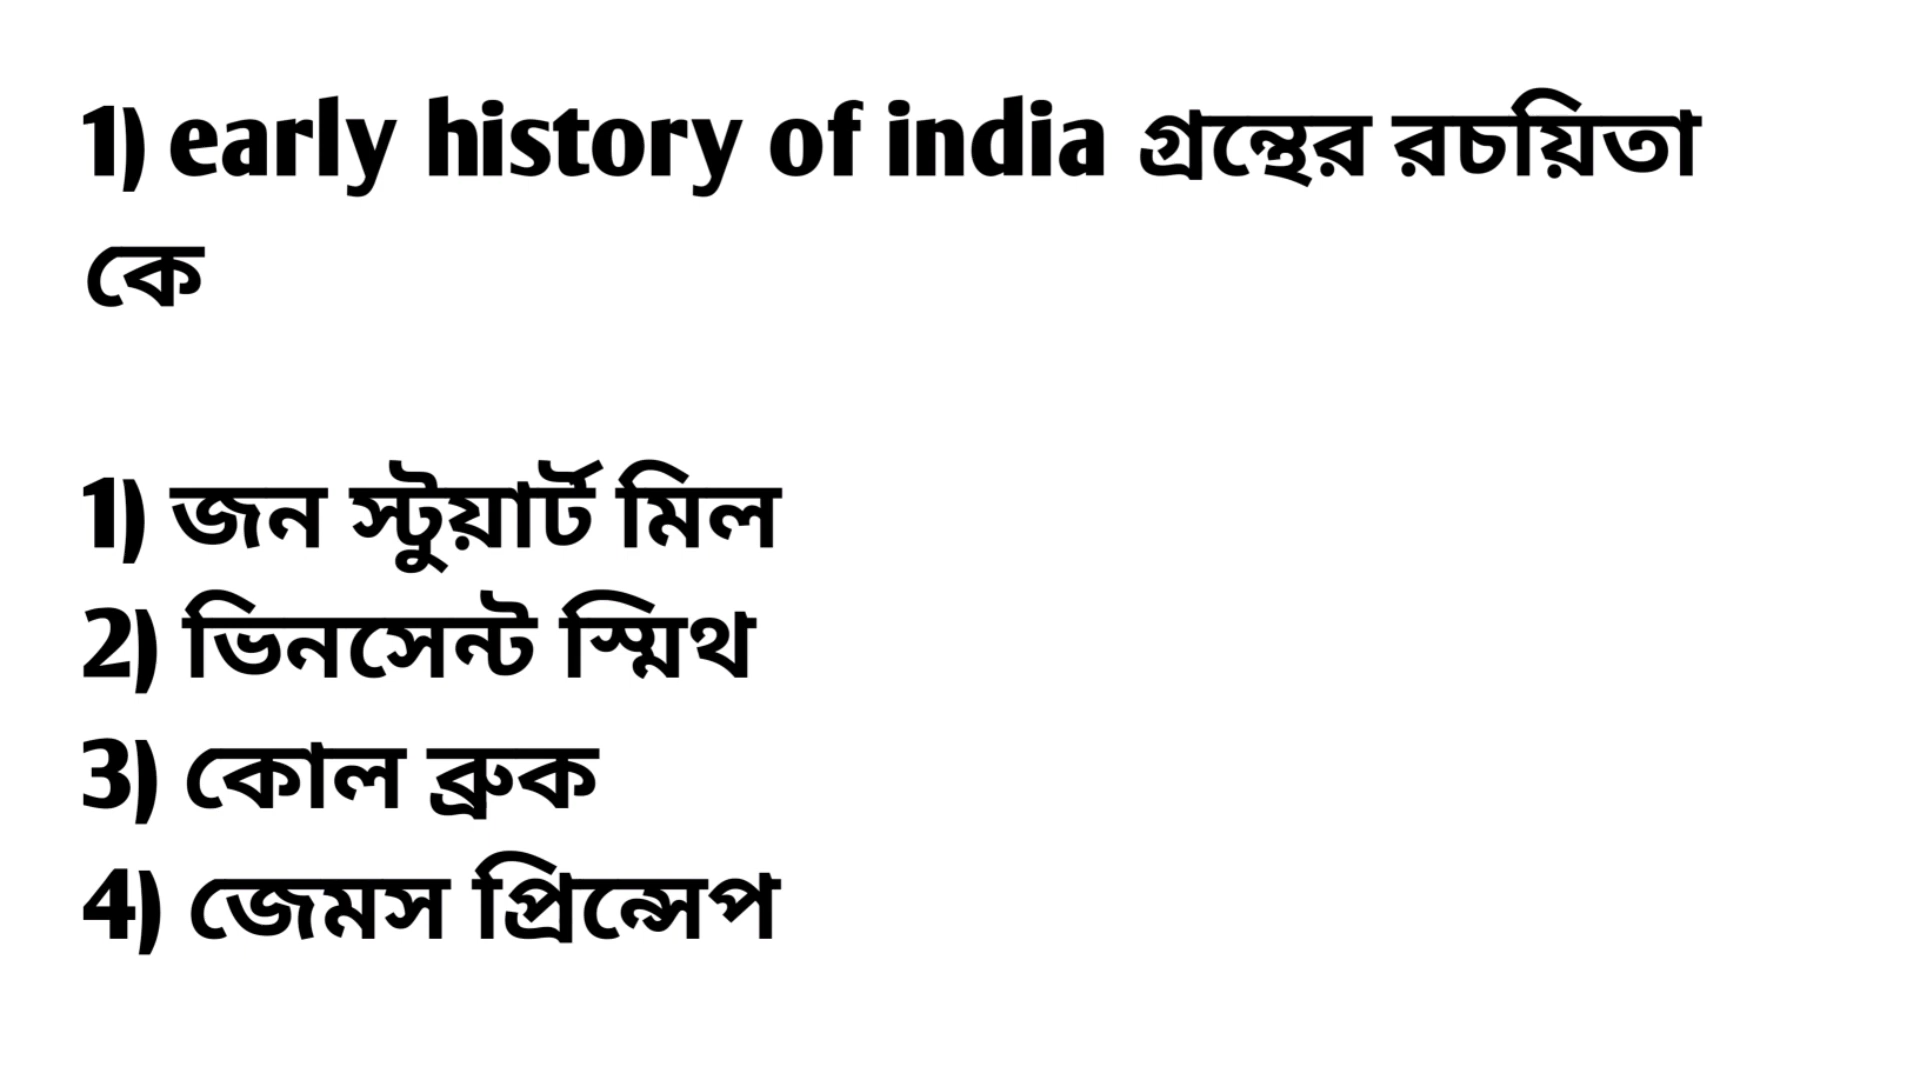 1) early history of india গ্রন্থের রচয়িতা
কে
1) জন স্টুয়ার্ট মিল
2) ভিনসেন্ট স্মিথ
3) কোল ব্রুক
4) জেমস প্রিন্সেপ